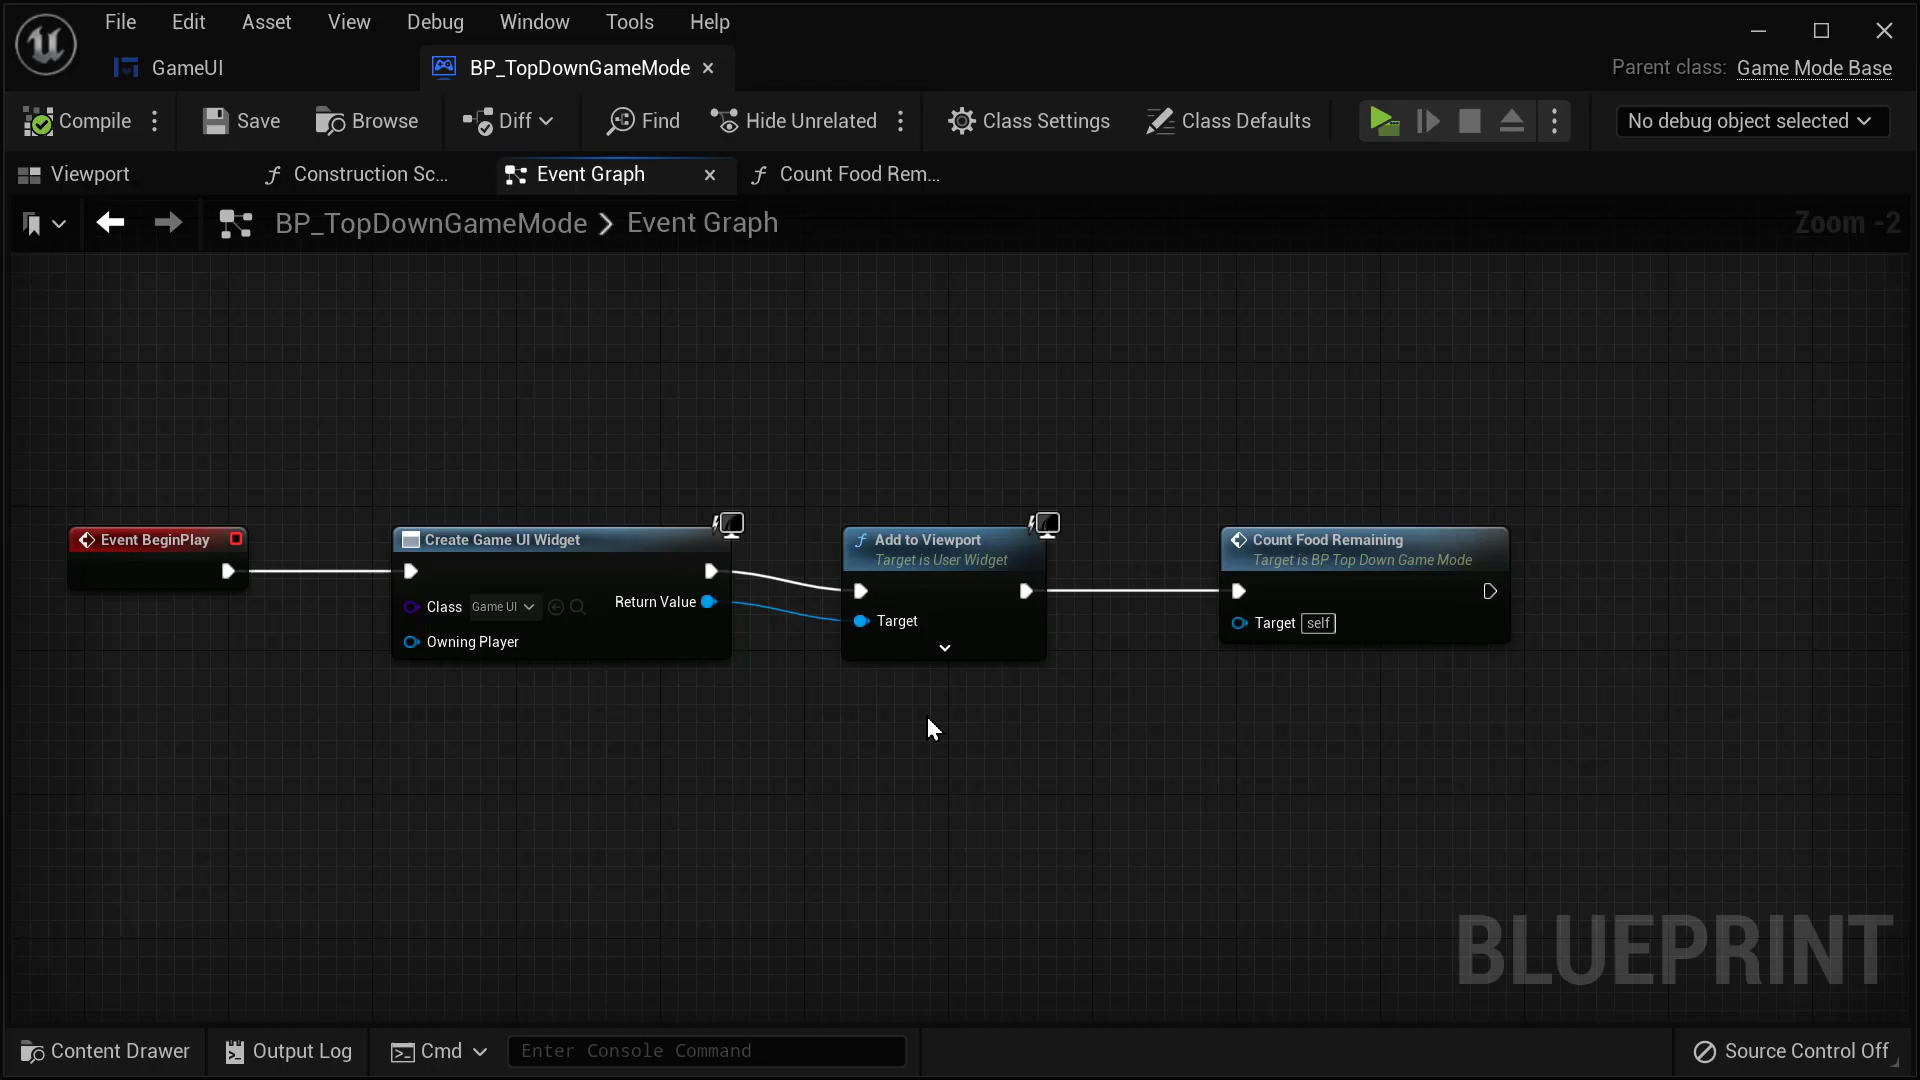 File Edit Asset View Debug Window Tools Help
GameUI
BP_TopDownGameMode
Parent class: Game Mode Base
Compile Save Browse Diff Find Hide Unrelated Class Settings Class Defaults No debug object selected
Viewport Construction Sc... Event Graph Count Food Rem...
BP_TopDownGameMode > Event Graph
Zoom -2
Event BeginPlay
Create Game UI Widget
Class Game UI
Return Value
Owning Player
Add to Viewport
Target is User Widget
Target
Count Food Remaining
Target is BP Top Down Game Mode
Target self
BLUEPRINT
Content Drawer Output Log Cmd Enter Console Command Source Control Off